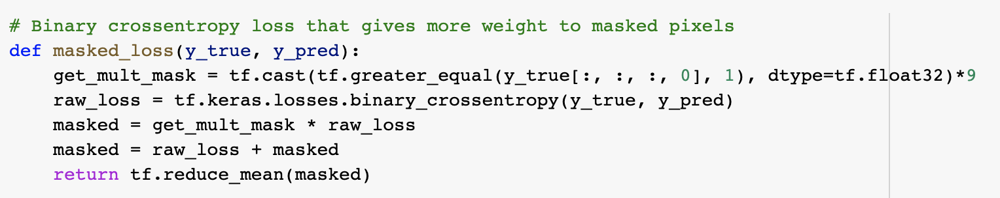 # Binary crossentropy loss that gives more weight to masked pixels
def masked_loss(y_true, y_pred):
    get_mult_mask = tf.cast(tf.greater_equal(y_true[:, :, :, 0], 1), dtype=tf.float32)*9
    raw_loss = tf.keras.losses.binary_crossentropy(y_true, y_pred)
    masked = get_mult_mask * raw_loss
    masked = raw_loss + masked
    return tf.reduce_mean(masked)